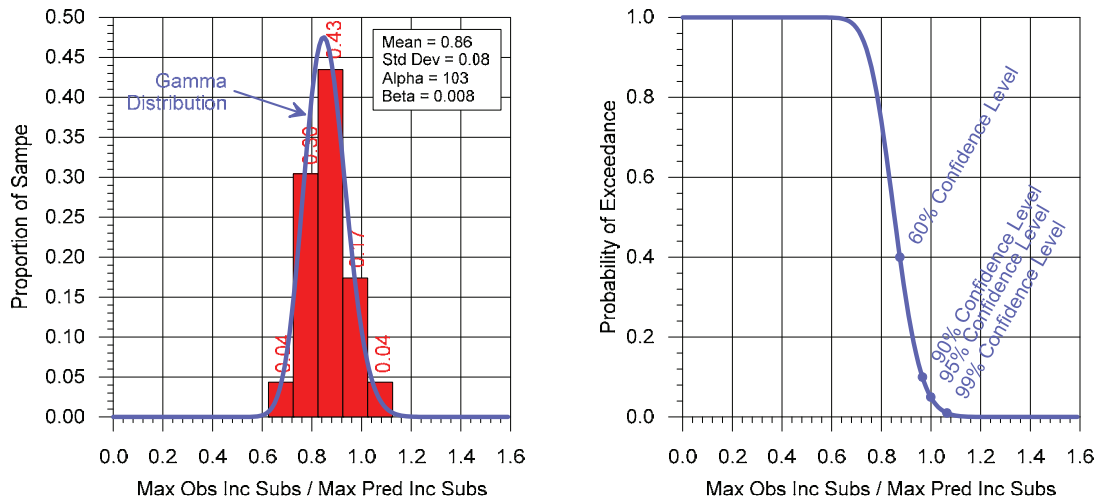 0.50
0.45
0.40
0.35
0.30
0.25
0.20
0.15
0.10
0.05
0.00
Proportion of Sampe
Gamma
Distribution
Mean = 0.86
Std Dev = 0.08
Alpha = 103
Beta = 0.008
0.04
0.30
0.43
0.17
0.04
0.0 0.2 0.4 0.6 0.8 1.0 1.2 1.4 1.6
Max Obs Inc Subs / Max Pred Inc Subs
1.0
0.8
0.6
0.4
0.2
0.0
Probability of Exceedance
60% Confidence Level
90% Confidence Level
95% Confidence Level
99% Confidence Level
0.0 0.2 0.4 0.6 0.8 1.0 1.2 1.4 1.6
Max Obs Inc Subs / Max Pred Inc Subs